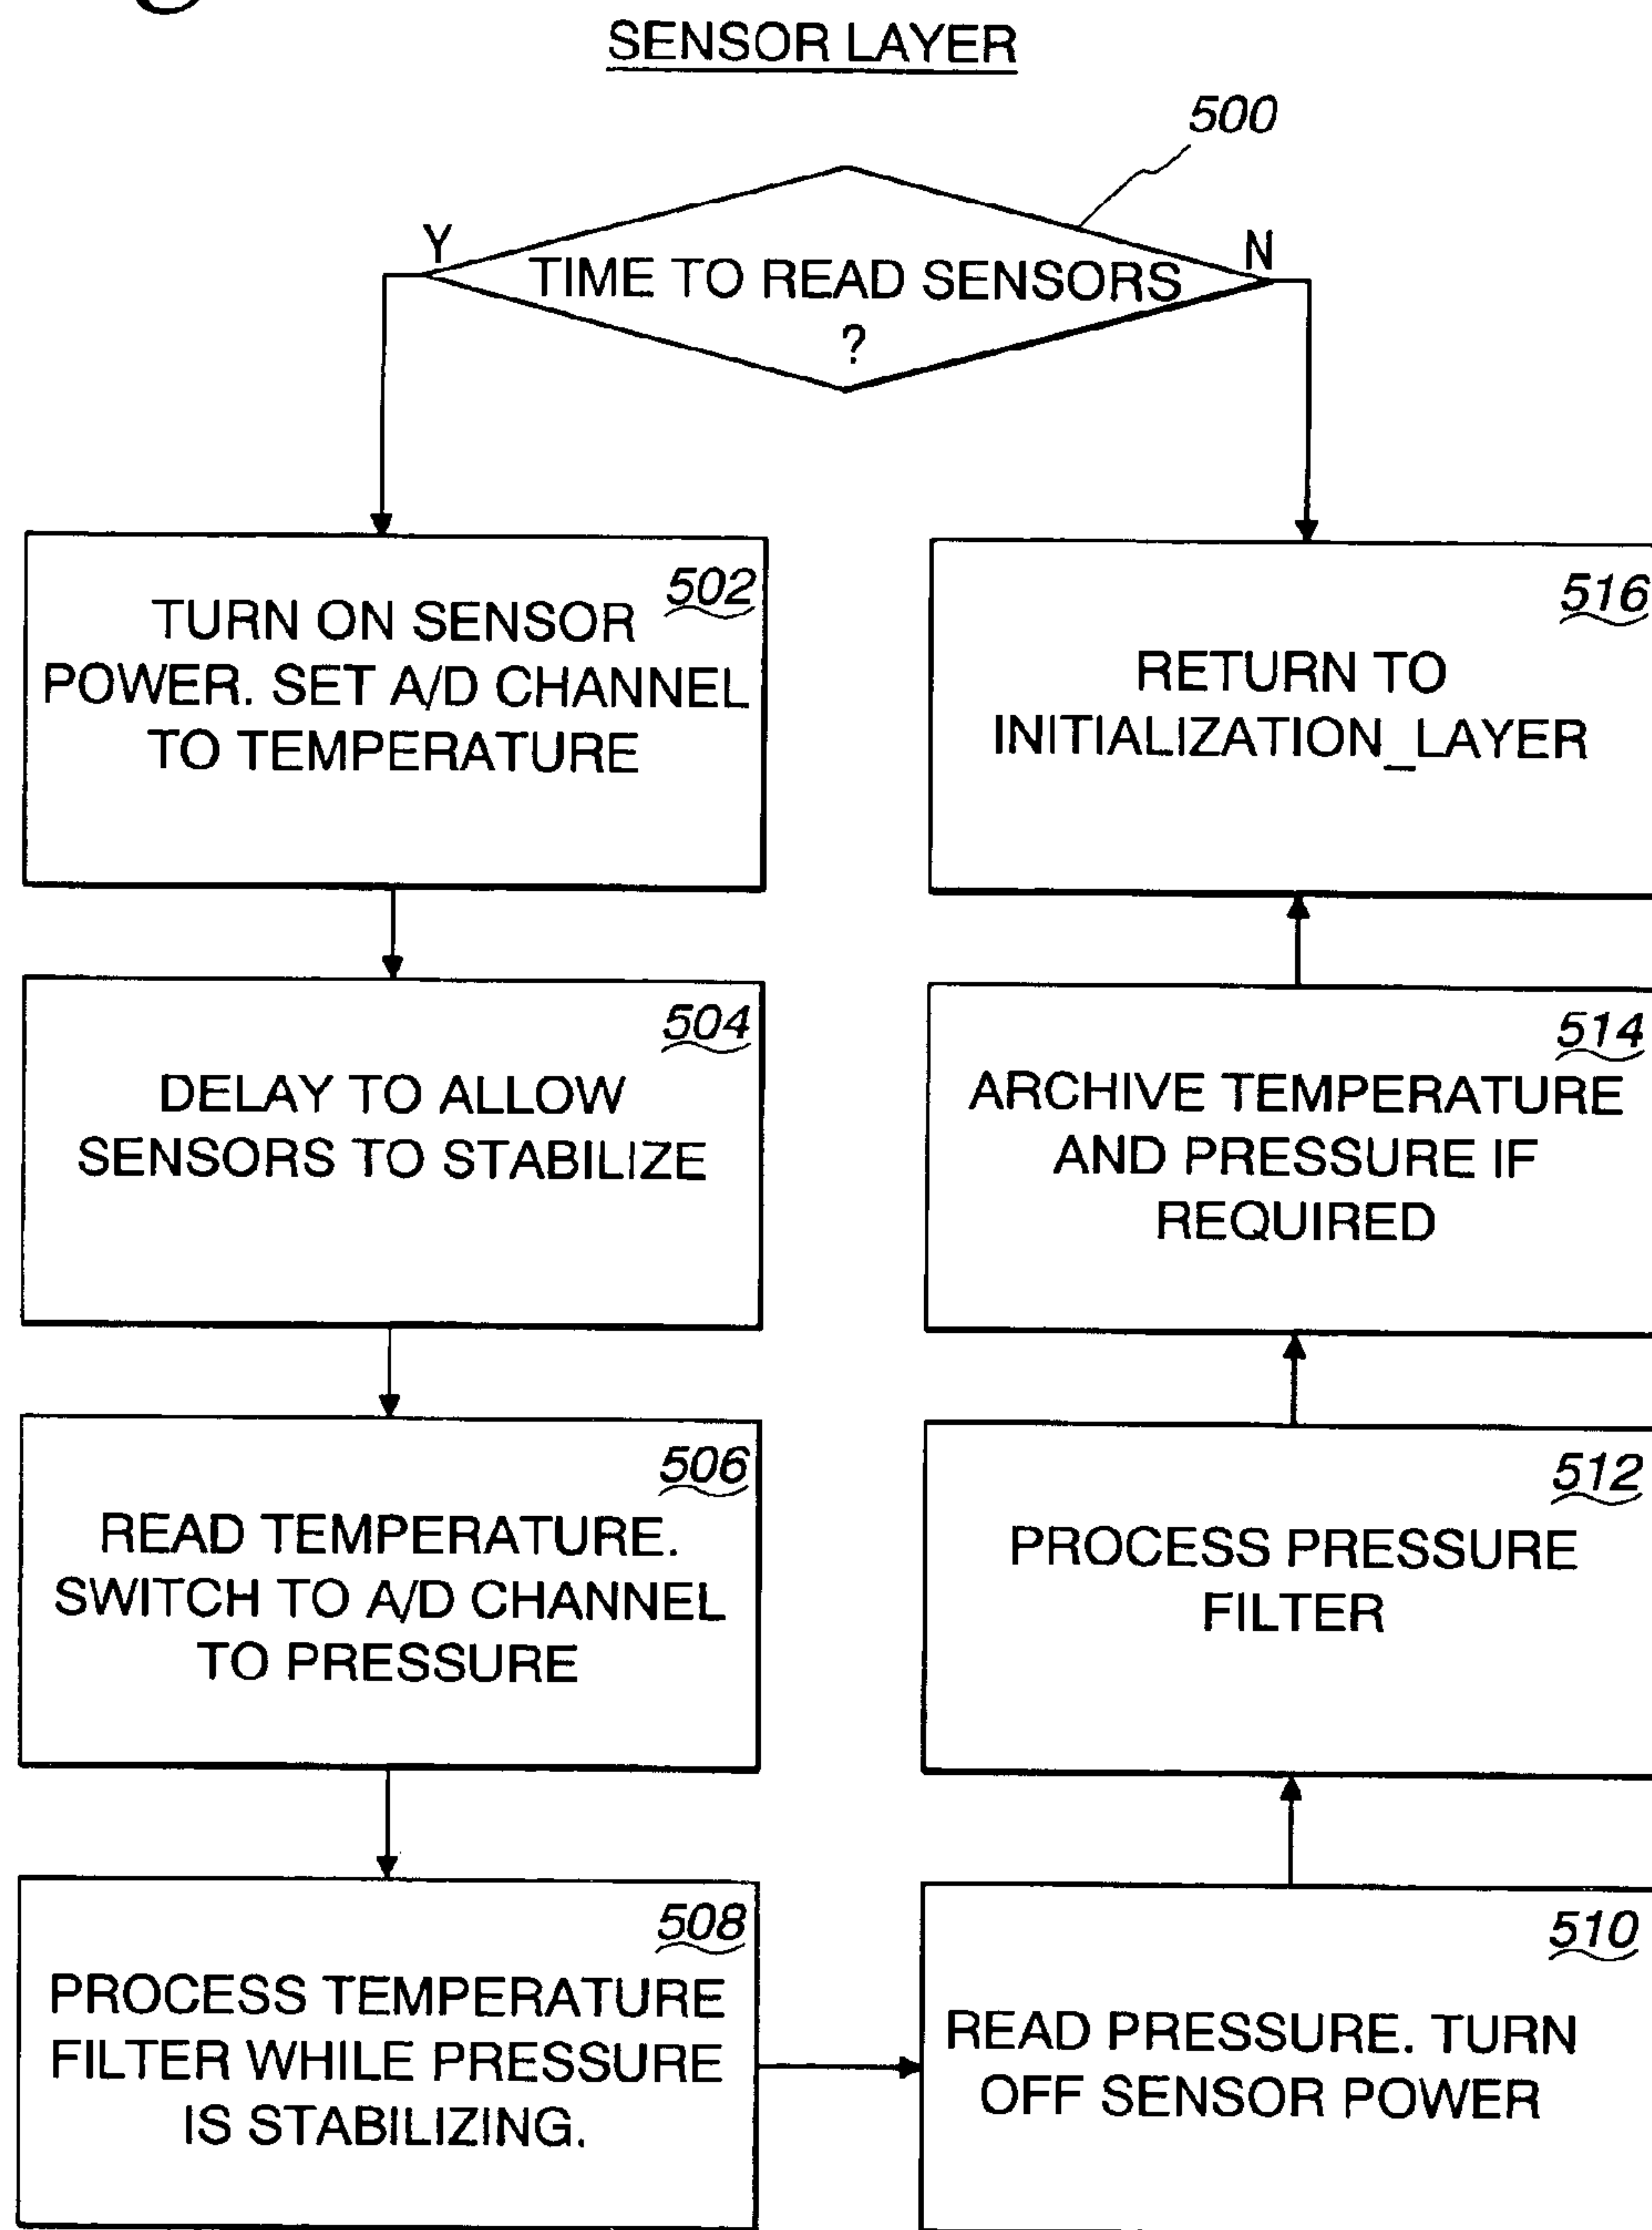 SENSOR LAYER
500
Y
N
TIME TO READ SENSORS
?
502
TURN ON SENSOR
POWER. SET A/D CHANNEL
TO TEMPERATURE
504
DELAY TO ALLOW
SENSORS TO STABILIZE
506
READ TEMPERATURE.
SWITCH TO A/D CHANNEL
TO PRESSURE
508
PROCESS TEMPERATURE
FILTER WHILE PRESSURE
IS STABILIZING.
510
READ PRESSURE. TURN
OFF SENSOR POWER
512
PROCESS PRESSURE
FILTER
514
ARCHIVE TEMPERATURE
AND PRESSURE IF
REQUIRED
516
RETURN TO
INITIALIZATION_LAYER